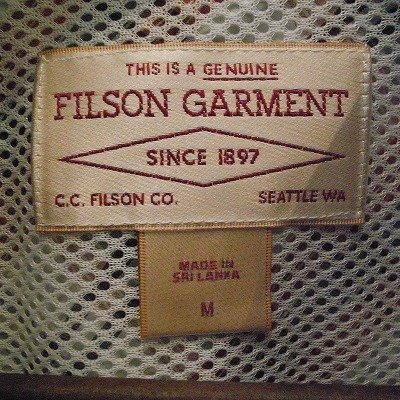 THIS IS A GENUINE
FILSON GARMENT
SINCE 1897
C.C. FILSON CO. SEATTLE WA
MADE IN
SRI LANKA
M